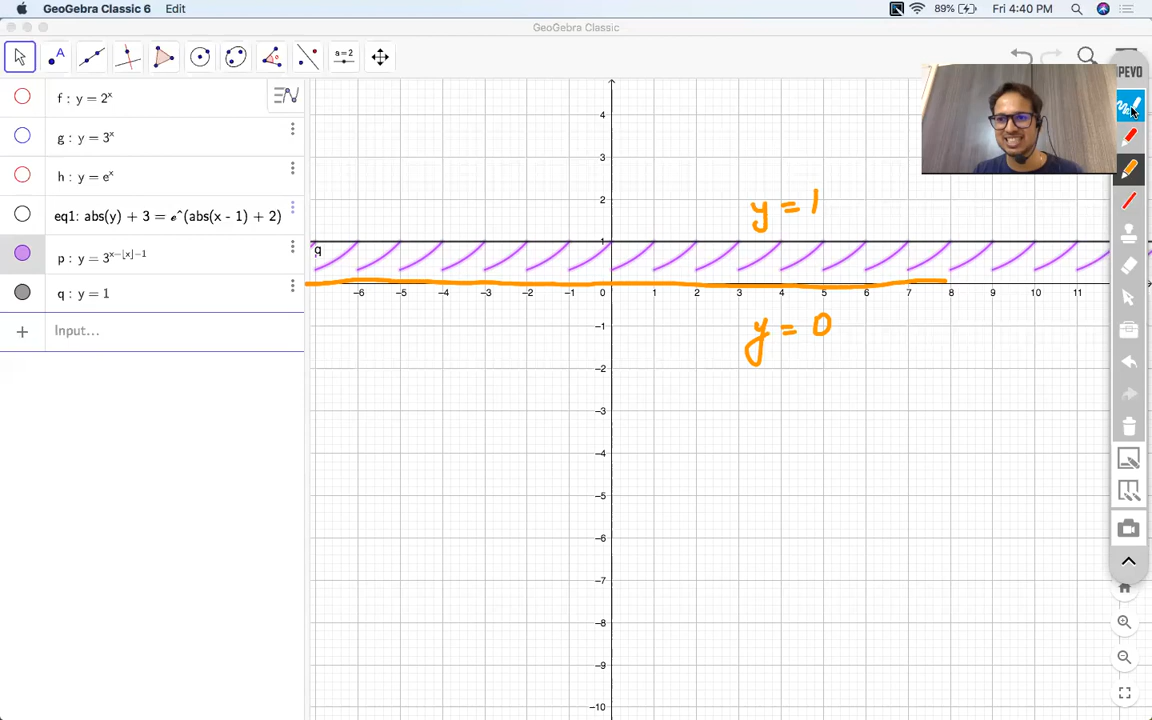 GeoGebra Classic 6 Edit 89% Fri 4:40 PM
GeoGebra Classic
a=2
IPEVO
f : y = 2ˣ
g : y = 3ˣ
h : y = eˣ
eq1: abs(y) + 3 = ℯ^(abs(x - 1) + 2)
p : y = 3ˣ⁻⌊ˣ⌋⁻¹
q : y = 1
Input...
4
3
2
y = 1
1
q
−6 −5 −4 −3 −2 −1 0 1 2 3 4 5 6 7 8 9 10 11
y = 0
−1
−2
−3
−4
−5
−6
−7
−8
−9
−10